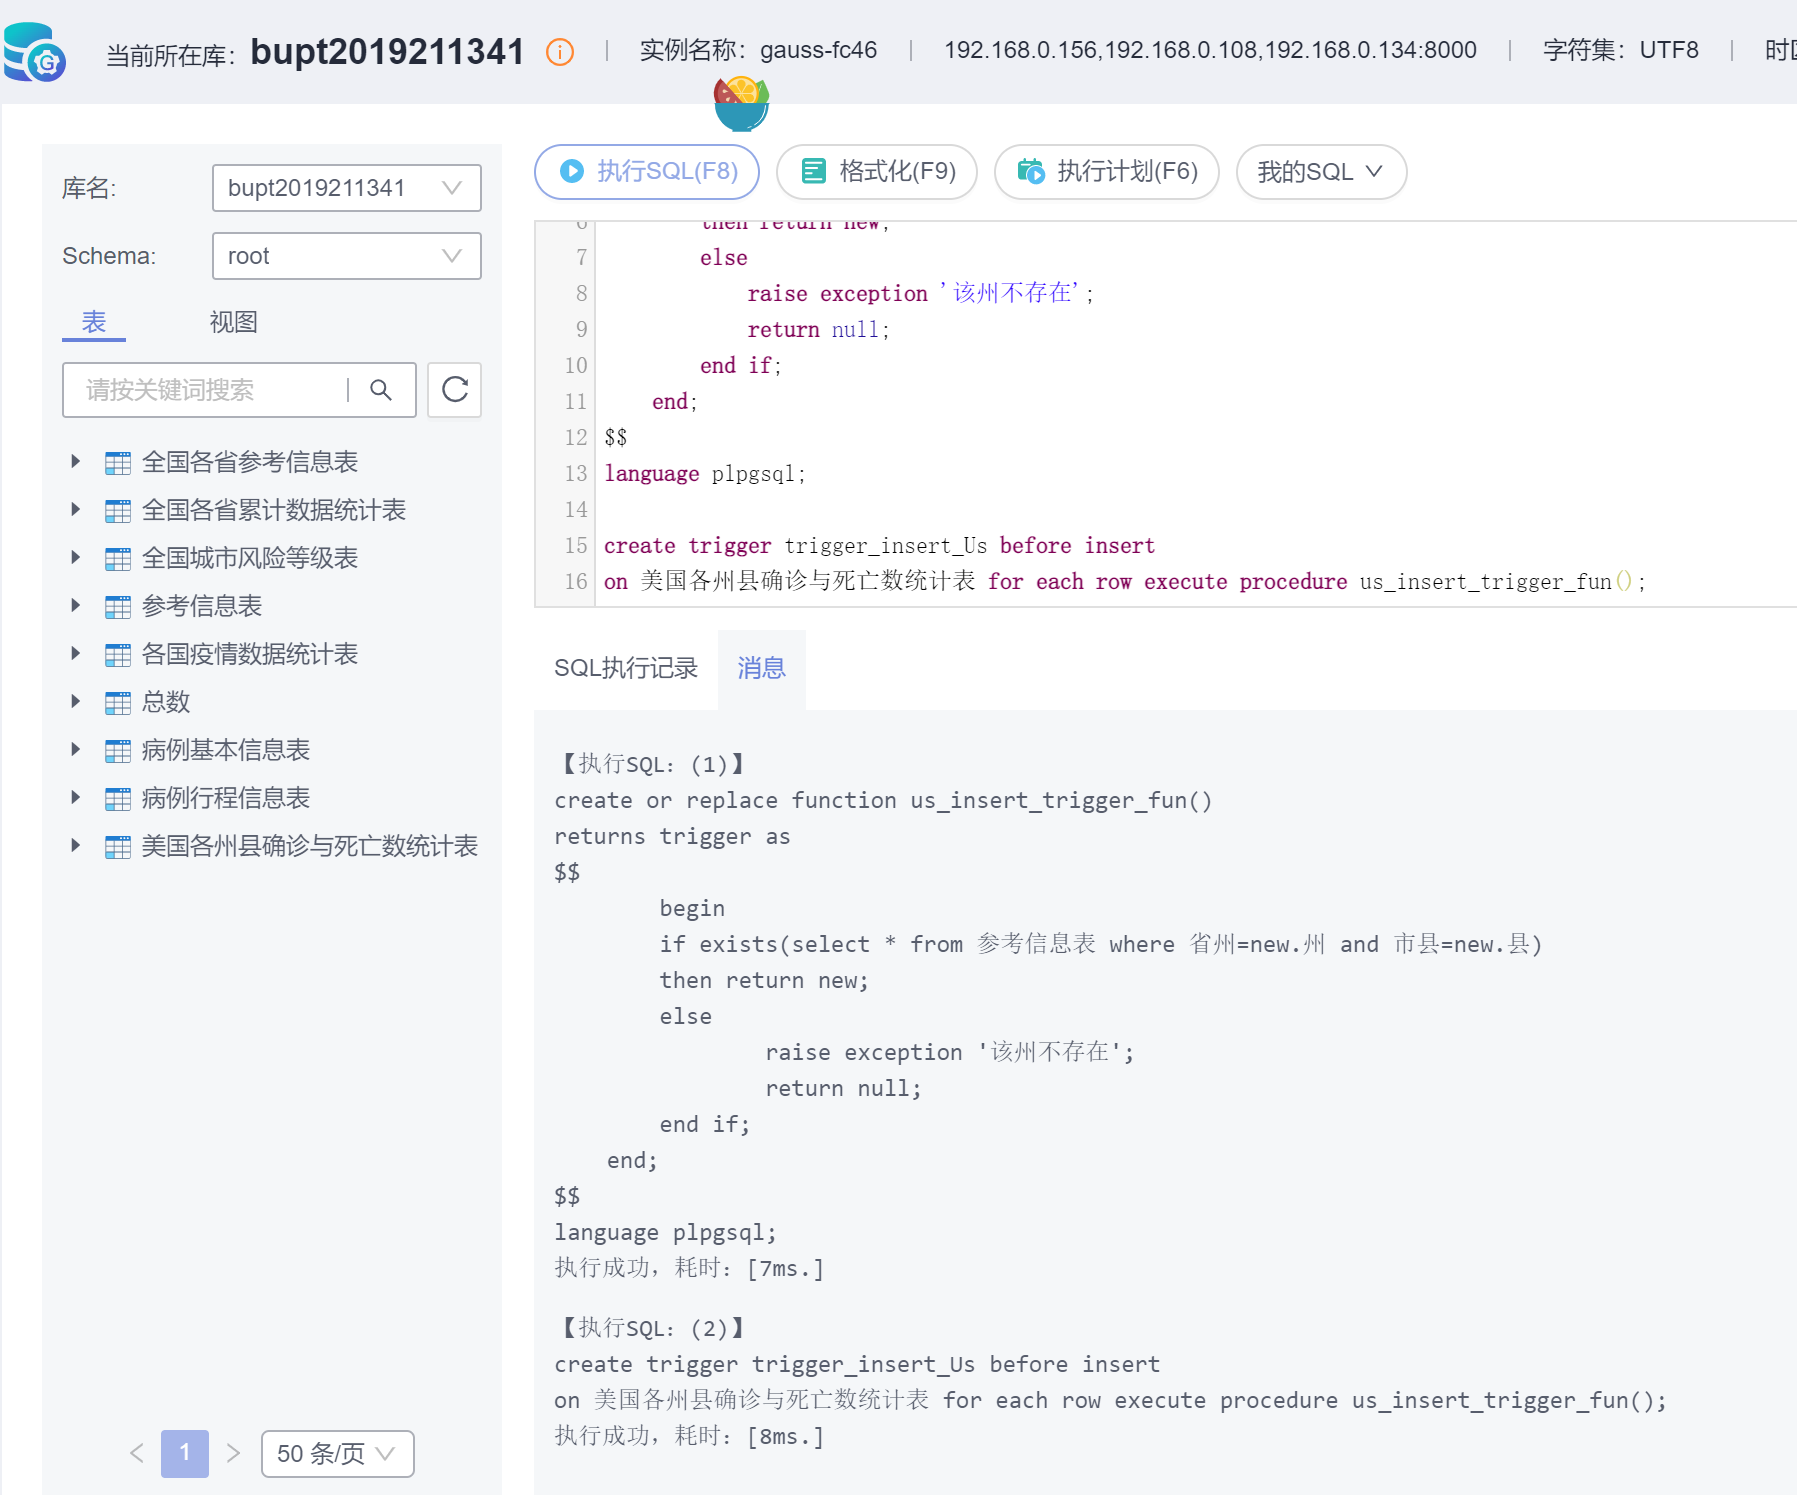 当前所在库: bupt2019211341 | 实例名称: gauss-fc46 | 192.168.0.156,192.168.0.108,192.168.0.134:8000 | 字符集: UTF8 | 时区
库名: bupt2019211341
Schema: root
表 视图
请按关键词搜索
全国各省参考信息表
全国各省累计数据统计表
全国城市风险等级表
参考信息表
各国疫情数据统计表
总数
病例基本信息表
病例行程信息表
美国各州县确诊与死亡数统计表
1 50 条/页
执行SQL(F8) 格式化(F9) 执行计划(F6) 我的SQL
6 then return new;
7 else
8 raise exception '该州不存在';
9 return null;
10 end if;
11 end;
12 $$
13 language plpgsql;
14
15 create trigger trigger_insert_Us before insert
16 on 美国各州县确诊与死亡数统计表 for each row execute procedure us_insert_trigger_fun();
SQL执行记录 消息
【执行SQL: (1)】
create or replace function us_insert_trigger_fun()
returns trigger as
$$
begin
if exists(select * from 参考信息表 where 省州=new.州 and 市县=new.县)
then return new;
else
raise exception '该州不存在';
return null;
end if;
end;
$$
language plpgsql;
执行成功，耗时: [7ms.]
【执行SQL: (2)】
create trigger trigger_insert_Us before insert
on 美国各州县确诊与死亡数统计表 for each row execute procedure us_insert_trigger_fun();
执行成功，耗时: [8ms.]